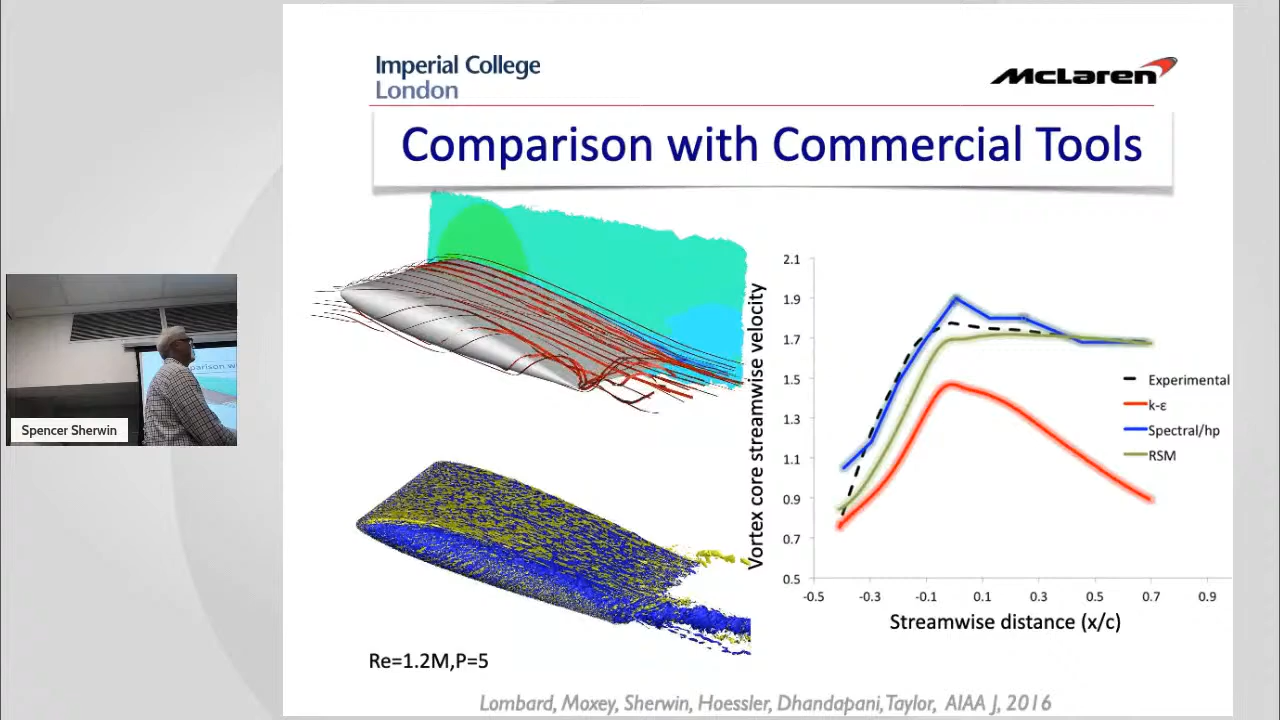 Imperial College
London
McLaren
Comparison with Commercial Tools
Vortex core streamwise velocity
2.1
1.9
1.7
1.5
1.3
1.1
0.9
0.7
0.5
-0.5
-0.3
-0.1
0.1
0.3
0.5
0.7
0.9
Streamwise distance (x/c)
Experimental
k-ε
Spectral/hp
RSM
Re=1.2M,P=5
Lombard, Moxey, Sherwin, Hoessler, Dhandapani, Taylor, AIAA J, 2016
Spencer Sherwin